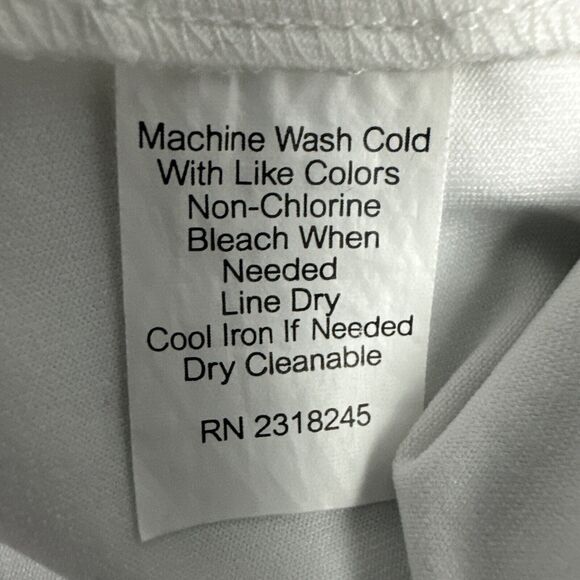 Machine Wash Cold
With Like Colors
Non-Chlorine
Bleach When
Needed
Line Dry
Cool Iron If Needed
Dry Cleanable
RN 2318245